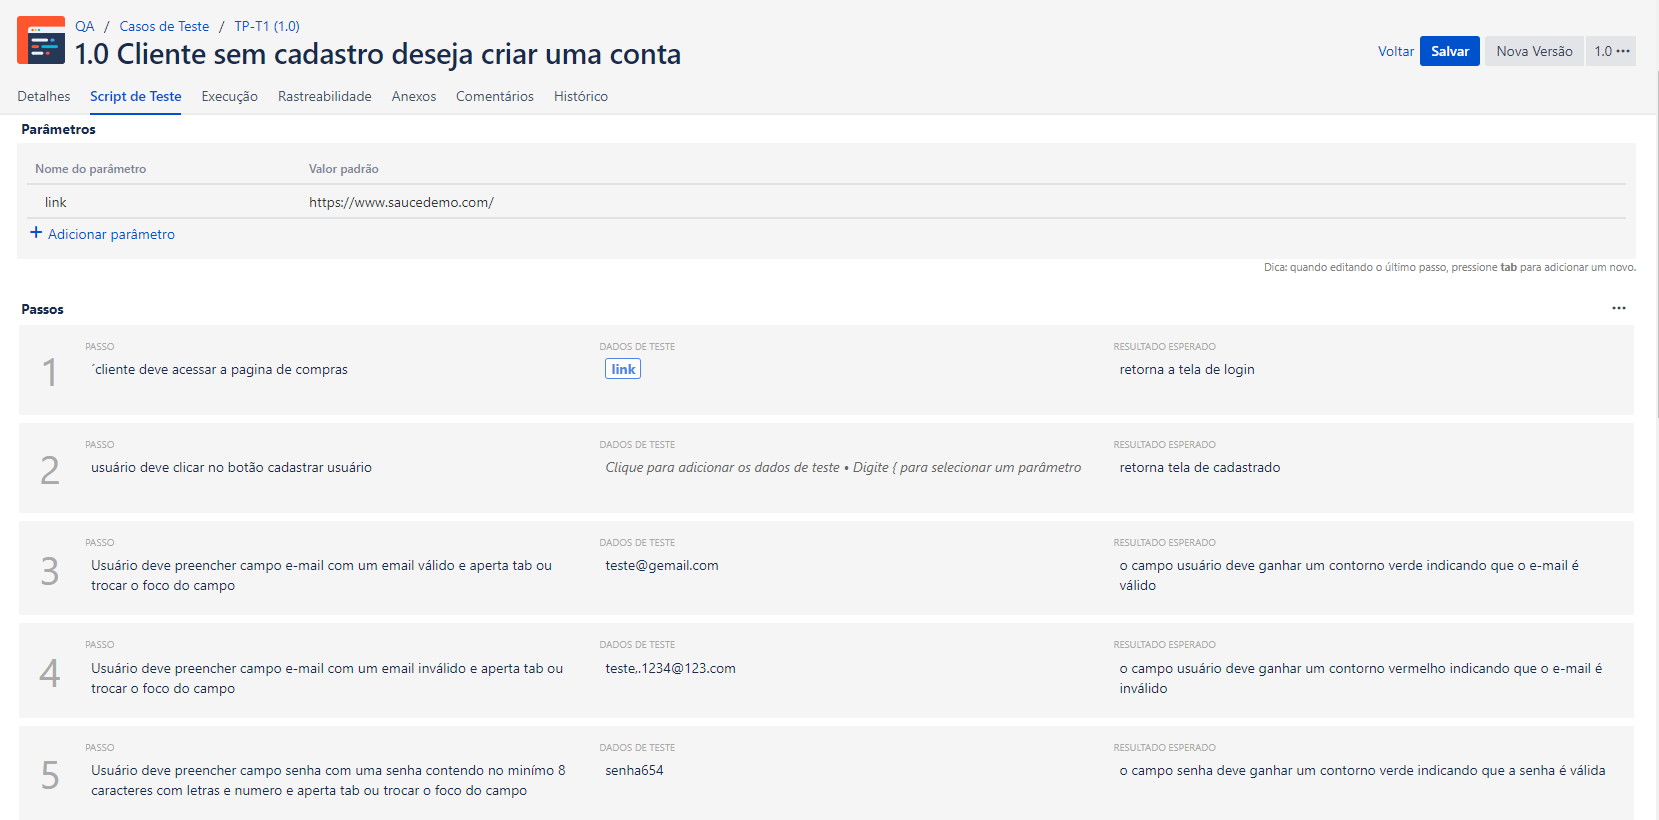 QA / Casos de Teste / TP-T1 (1.0)
1.0 Cliente sem cadastro deseja criar uma conta
Voltar Salvar Nova Versão 1.0 ···
Detalhes Script de Teste Execução Rastreabilidade Anexos Comentários Histórico
Parâmetros
Nome do parâmetro Valor padrão
link https://www.saucedemo.com/
+ Adicionar parâmetro
Dica: quando editando o último passo, pressione tab para adicionar um novo.
Passos ···
PASSO DADOS DE TESTE RESULTADO ESPERADO
1 ´cliente deve acessar a pagina de compras link retorna a tela de login
PASSO DADOS DE TESTE RESULTADO ESPERADO
2 usuário deve clicar no botão cadastrar usuário Clique para adicionar os dados de teste • Digite { para selecionar um parâmetro retorna tela de cadastrado
PASSO DADOS DE TESTE RESULTADO ESPERADO
3 Usuário deve preencher campo e-mail com um email válido e aperta tab ou teste@gemail.com o campo usuário deve ganhar um contorno verde indicando que o e-mail é
trocar o foco do campo válido
PASSO DADOS DE TESTE RESULTADO ESPERADO
4 Usuário deve preencher campo e-mail com um email inválido e aperta tab ou teste,.1234@123.com o campo usuário deve ganhar um contorno vermelho indicando que o e-mail é
trocar o foco do campo inválido
PASSO DADOS DE TESTE RESULTADO ESPERADO
5 Usuário deve preencher campo senha com uma senha contendo no minímo 8 senha654 o campo senha deve ganhar um contorno verde indicando que a senha é válida
caracteres com letras e numero e aperta tab ou trocar o foco do campo